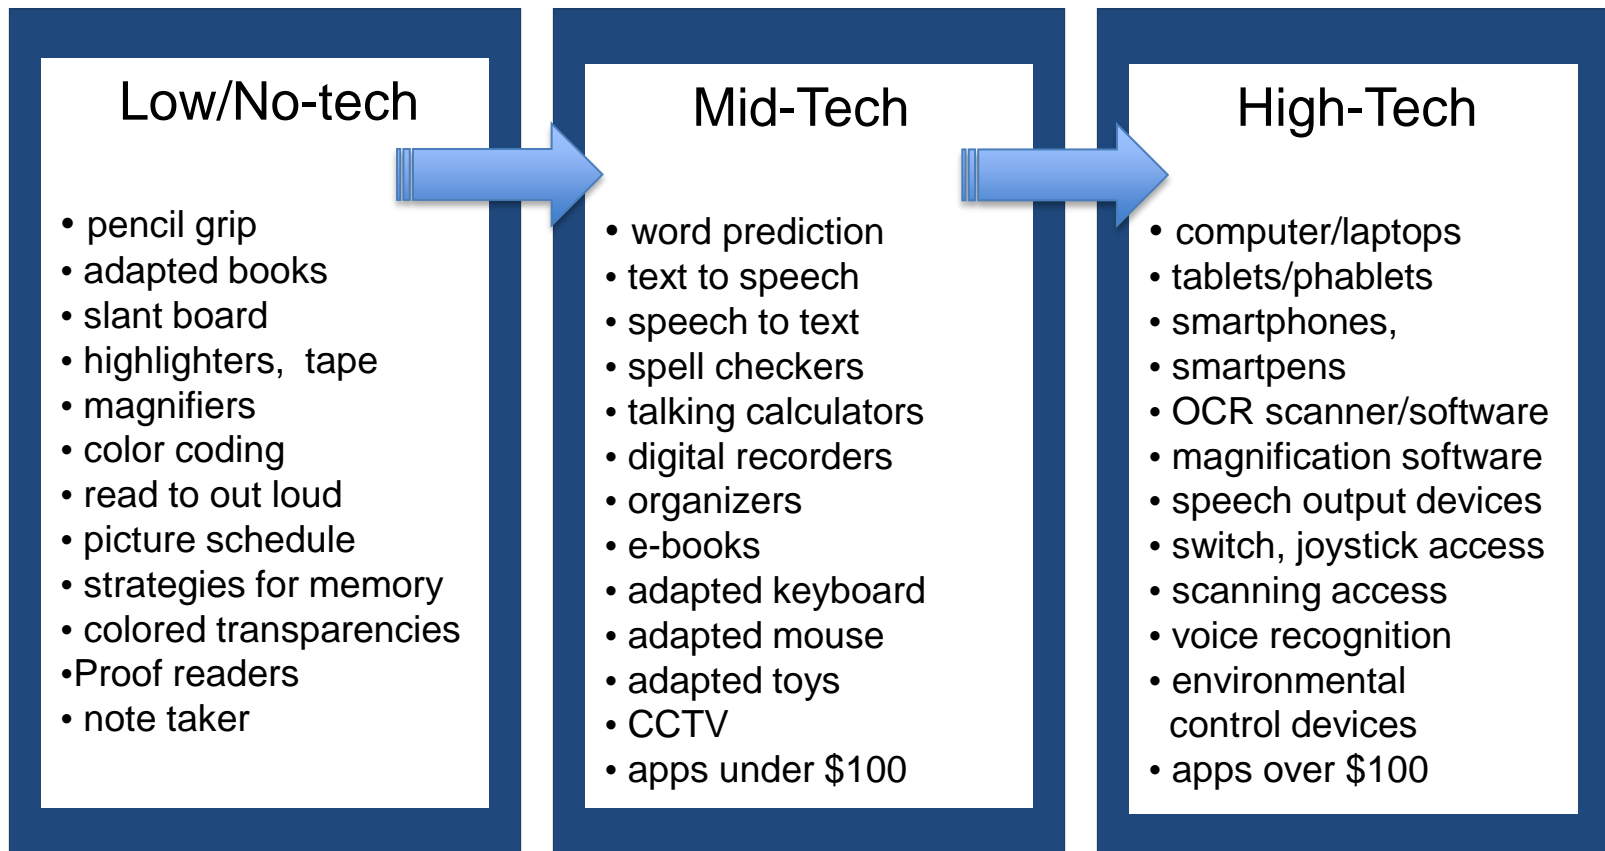 Low/No-tech
• pencil grip
• adapted books
• slant board
• highlighters, tape
• magnifiers
• color coding
• read to out loud
• picture schedule
• strategies for memory
• colored transparencies
•Proof readers
• note taker
Mid-Tech
• word prediction
• text to speech
• speech to text
• spell checkers
• talking calculators
• digital recorders
• organizers
• e-books
• adapted keyboard
• adapted mouse
• adapted toys
• CCTV
• apps under $100
High-Tech
• computer/laptops
• tablets/phablets
• smartphones,
• smartpens
• OCR scanner/software
• magnification software
• speech output devices
• switch, joystick access
• scanning access
• voice recognition
• environmental
control devices
• apps over $100